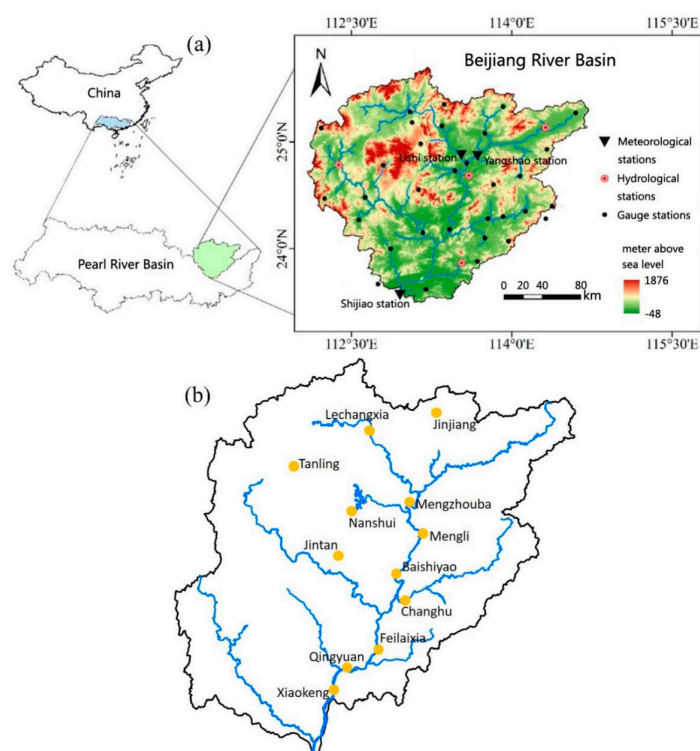 112°30'E
114°0'E
115°30'E
(a)
N
Beijiang River Basin
China
25°0'N
24°0'N
Lishi station
Yangshao station
Meteorological
stations
Hydrological
stations
Gauge stations
Pearl River Basin
meter above
sea level
1876
-48
0 20 40 80
km
Shijiao station
112°30'E
114°0'E
115°30'E
(b)
Lechangxia
Jinjiang
Tanling
Mengzhouba
Nanshui
Mengli
Jintan
Baishiyao
Changhu
Feilaixia
Qingyuan
Xiaokeng